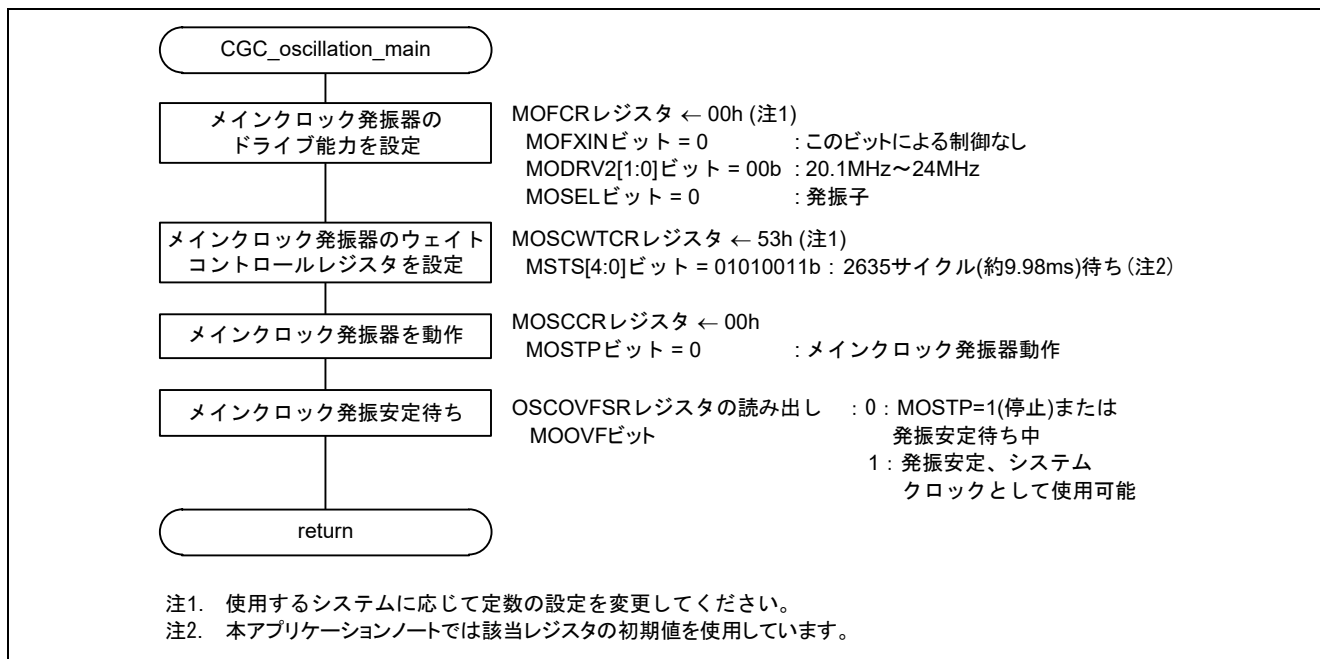 CGC_oscillation_main
メインクロック発振器の
ドライブ能力を設定
MOFCRレジスタ ← 00h (注1)
MOFXINビット = 0 : このビットによる制御なし
MODRV2[1:0]ビット = 00b : 20.1MHz～24MHz
MOSELビット = 0 : 発振子
メインクロック発振器のウェイト
コントロールレジスタを設定
MOSCWTCRレジスタ ← 53h (注1)
MSTS[4:0]ビット = 01010011b : 2635サイクル(約9.98ms)待ち(注2)
メインクロック発振器を動作
MOSCCRレジスタ ← 00h
MOSTPビット = 0 : メインクロック発振器動作
メインクロック発振安定待ち
OSCOVFSRレジスタの読み出し : 0 : MOSTP=1(停止)または
MOOVFビット 発振安定待ち中
1 : 発振安定、システム
クロックとして使用可能
return
注1. 使用するシステムに応じて定数の設定を変更してください。
注2. 本アプリケーションノートでは該当レジスタの初期値を使用しています。